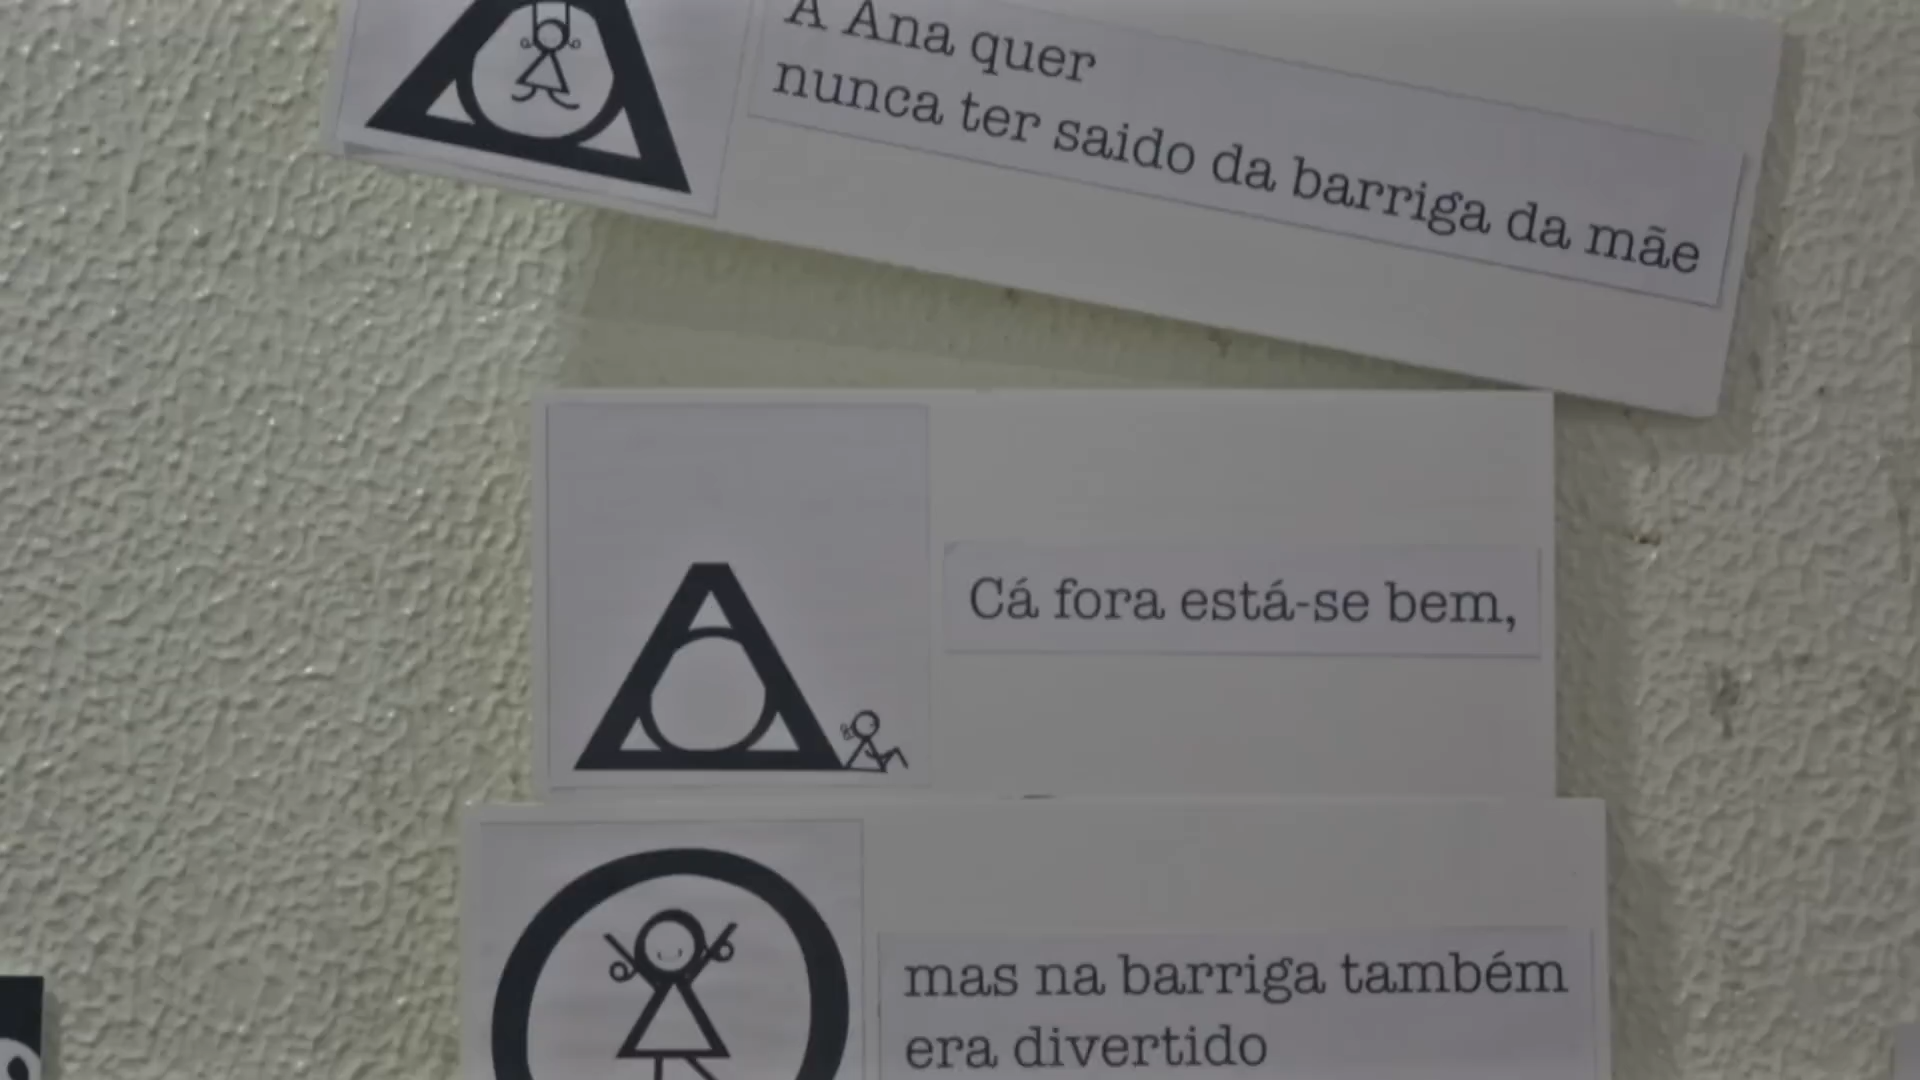 A Ana quer
nunca ter saido da barriga da mãe
Cá fora está-se bem,
mas na barriga também
era divertido